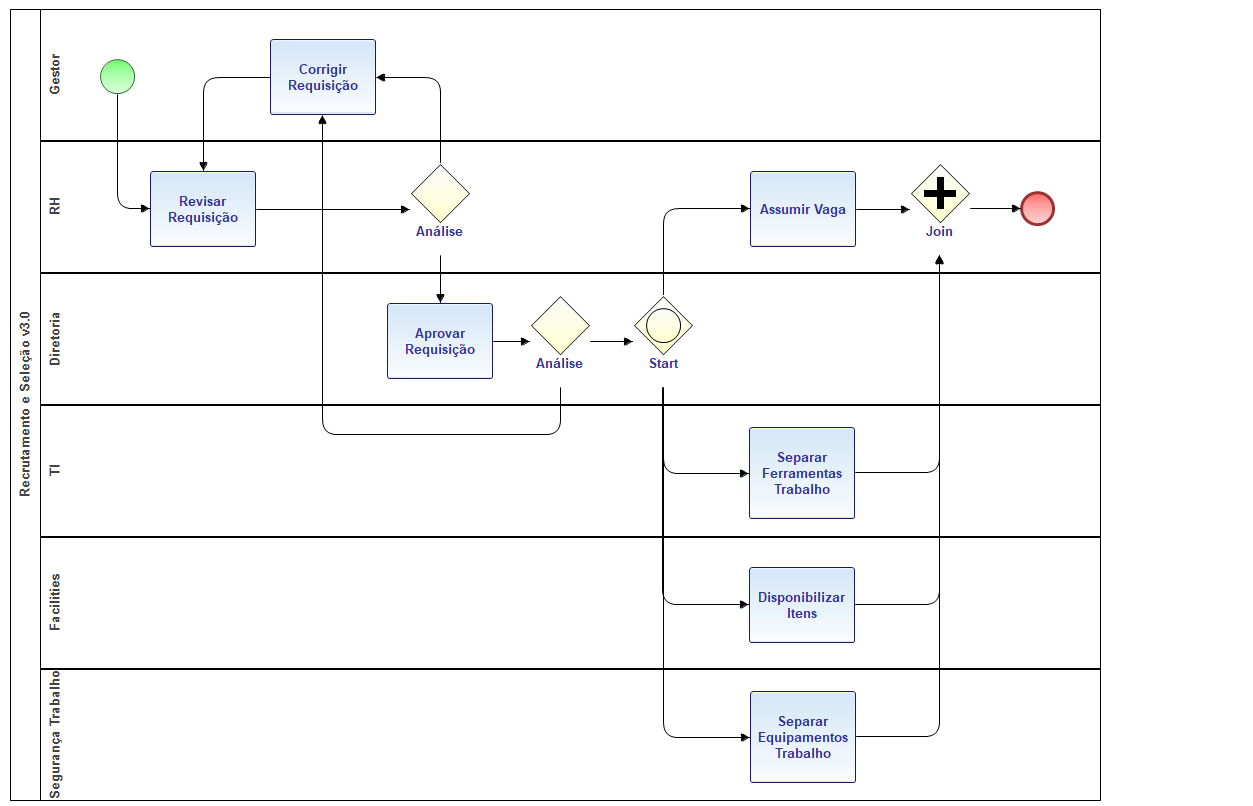 Recrutamento e Seleção v3.0
Gestor
Corrigir
Requisição
RH
Revisar
Requisição
Análise
Assumir Vaga
Join
Diretoria
Aprovar
Requisição
Análise
Start
TI
Separar
Ferramentas
Trabalho
Facilities
Disponibilizar
Itens
Segurança Trabalho
Separar
Equipamentos
Trabalho